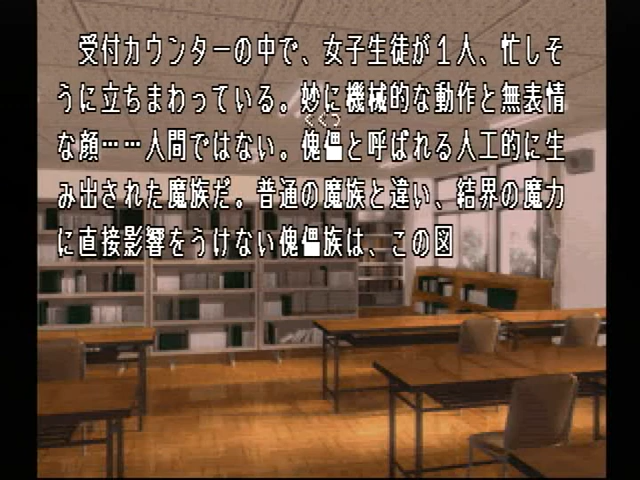 受付カウンターの中で、女子生徒が１人、忙しそ
うに立ちまわっている。妙に機械的な動作と無表情
くぐつ
な顔……人間ではない。傀儡と呼ばれる人工的に生
み出された魔族だ。普通の魔族と違い、結界の魔力
に直接影響をうけない傀儡族は、この図